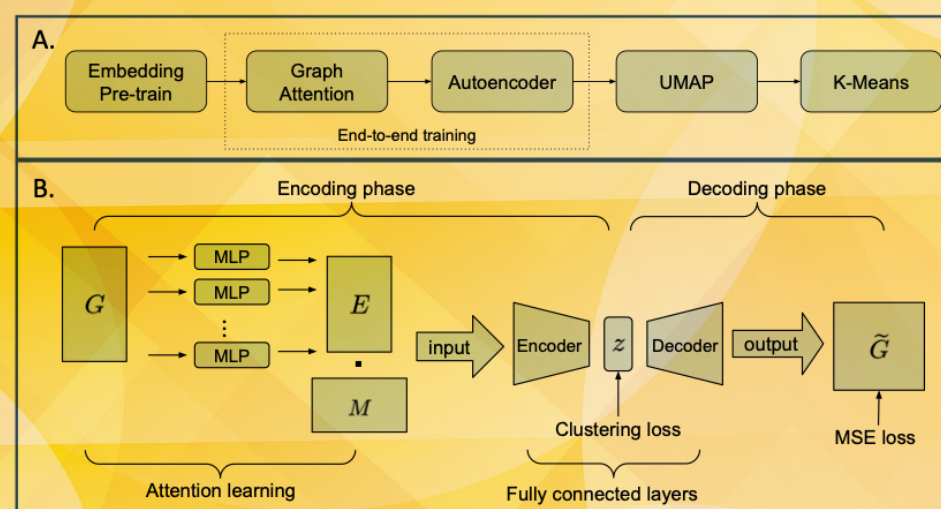 A.
Embedding
Pre-train
Graph
Attention
Autoencoder
UMAP
K-Means
End-to-end training
B.
Encoding phase
Decoding phase
G
MLP
MLP
⋮
MLP
E
.
M
input
Encoder
z
Decoder
output
G̃
Clustering loss
MSE loss
Attention learning
Fully connected layers